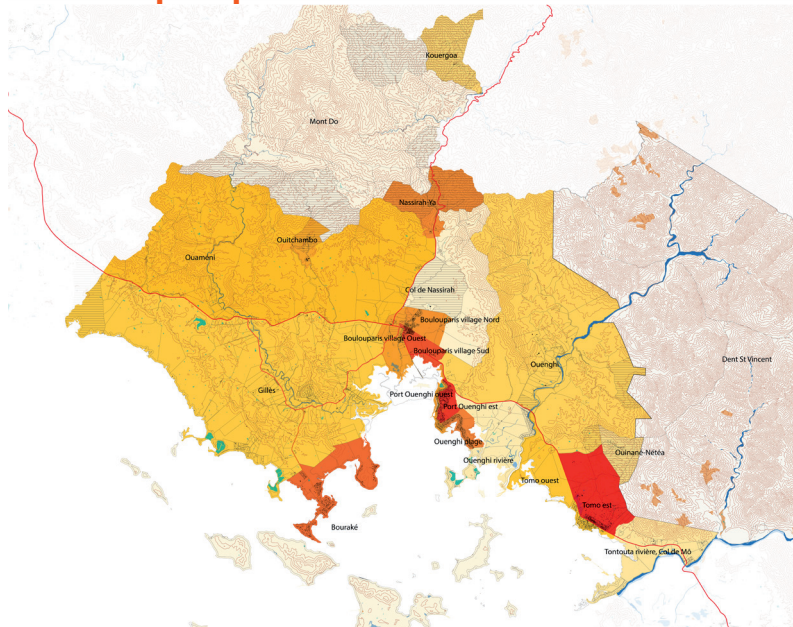 Kouergoa
Mont Do
Nassirah-Ya
Ouitchambo
Ouaméni
Col de Nassirah
Boulouparis village Nord
Boulouparis village Ouest
Boulouparis village Sud
Dent St Vincent
Ouenghi
Gillès
Port Ouenghi ouest
Port Ouenghi est
Ouenghi plage
Ouinané-Nétéa
Ouenghi rivière
Tomo ouest
Tomo est
Bouraké
Tontouta rivière, Col de Mô